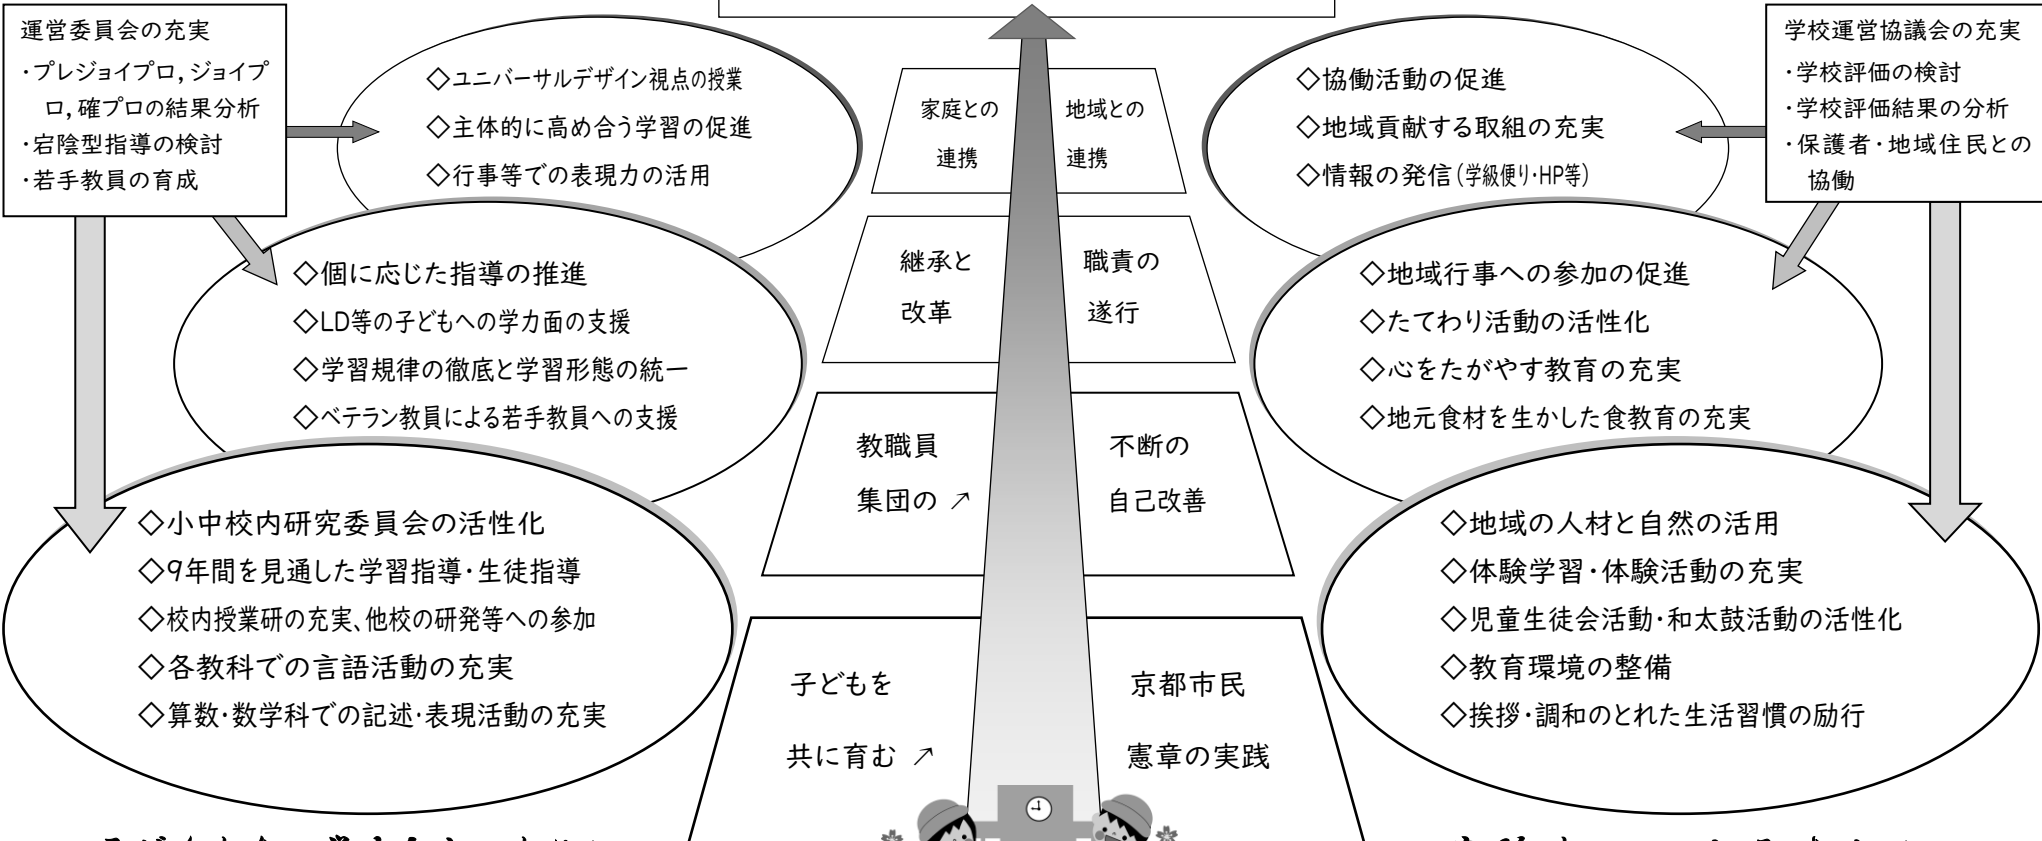 運営委員会の充実
・プレジョイプロ,ジョイプ
ロ,確プロの結果分析
・宕陰型指導の検討
・若手教員の育成
◇ユニバーサルデザイン視点の授業
◇主体的に高め合う学習の促進
◇行事等での表現力の活用
◇個に応じた指導の推進
◇LD等の子どもへの学力面の支援
◇学習規律の徹底と学習形態の統一
◇ベテラン教員による若手教員への支援
◇小中校内研究委員会の活性化
◇9年間を見通した学習指導・生徒指導
◇校内授業研の充実、他校の研発等への参加
◇各教科での言語活動の充実
◇算数・数学科での記述・表現活動の充実
家庭との
連携
地域との
連携
継承と
改革
職責の
遂行
教職員
集団の ↗
不断の
自己改善
子どもを
共に育む ↗
京都市民
憲章の実践
学校運営協議会の充実
・学校評価の検討
・学校評価結果の分析
・保護者・地域住民との
協働
◇協働活動の促進
◇地域貢献する取組の充実
◇情報の発信(学級便り・HP等)
◇地域行事への参加の促進
◇たてわり活動の活性化
◇心をたがやす教育の充実
◇地元食材を生かした食教育の充実
◇地域の人材と自然の活用
◇体験学習・体験活動の充実
◇児童生徒会活動・和太鼓活動の活性化
◇教育環境の整備
◇挨拶・調和のとれた生活習慣の励行